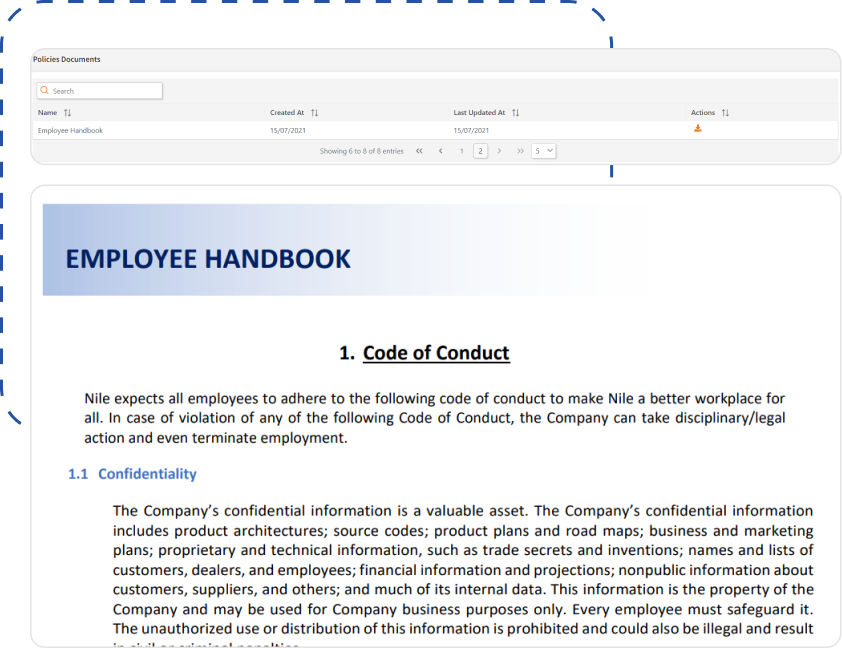 Policies Documents
Search
Name Created At Last Updated At Actions
Employee Handbook 15/07/2021 15/07/2021
Showing 6 to 8 of 8 entries << < 1 2 > >> 5
EMPLOYEE HANDBOOK
1. Code of Conduct
Nile expects all employees to adhere to the following code of conduct to make Nile a better workplace for
all. In case of violation of any of the following Code of Conduct, the Company can take disciplinary/legal
action and even terminate employment.
1.1 Confidentiality
The Company’s confidential information is a valuable asset. The Company’s confidential information
includes product architectures; source codes; product plans and road maps; business and marketing
plans; proprietary and technical information, such as trade secrets and inventions; names and lists of
customers, dealers, and employees; financial information and projections; nonpublic information about
customers, suppliers, and others; and much of its internal data. This information is the property of the
Company and may be used for Company business purposes only. Every employee must safeguard it.
The unauthorized use or distribution of this information is prohibited and could also be illegal and result